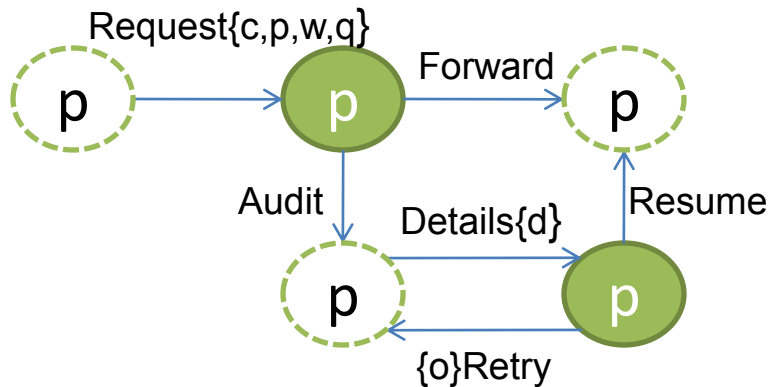 Request{c,p,w,q}
Forward
p
p
p
Audit
Details{d}
Resume
p
p
{o}Retry